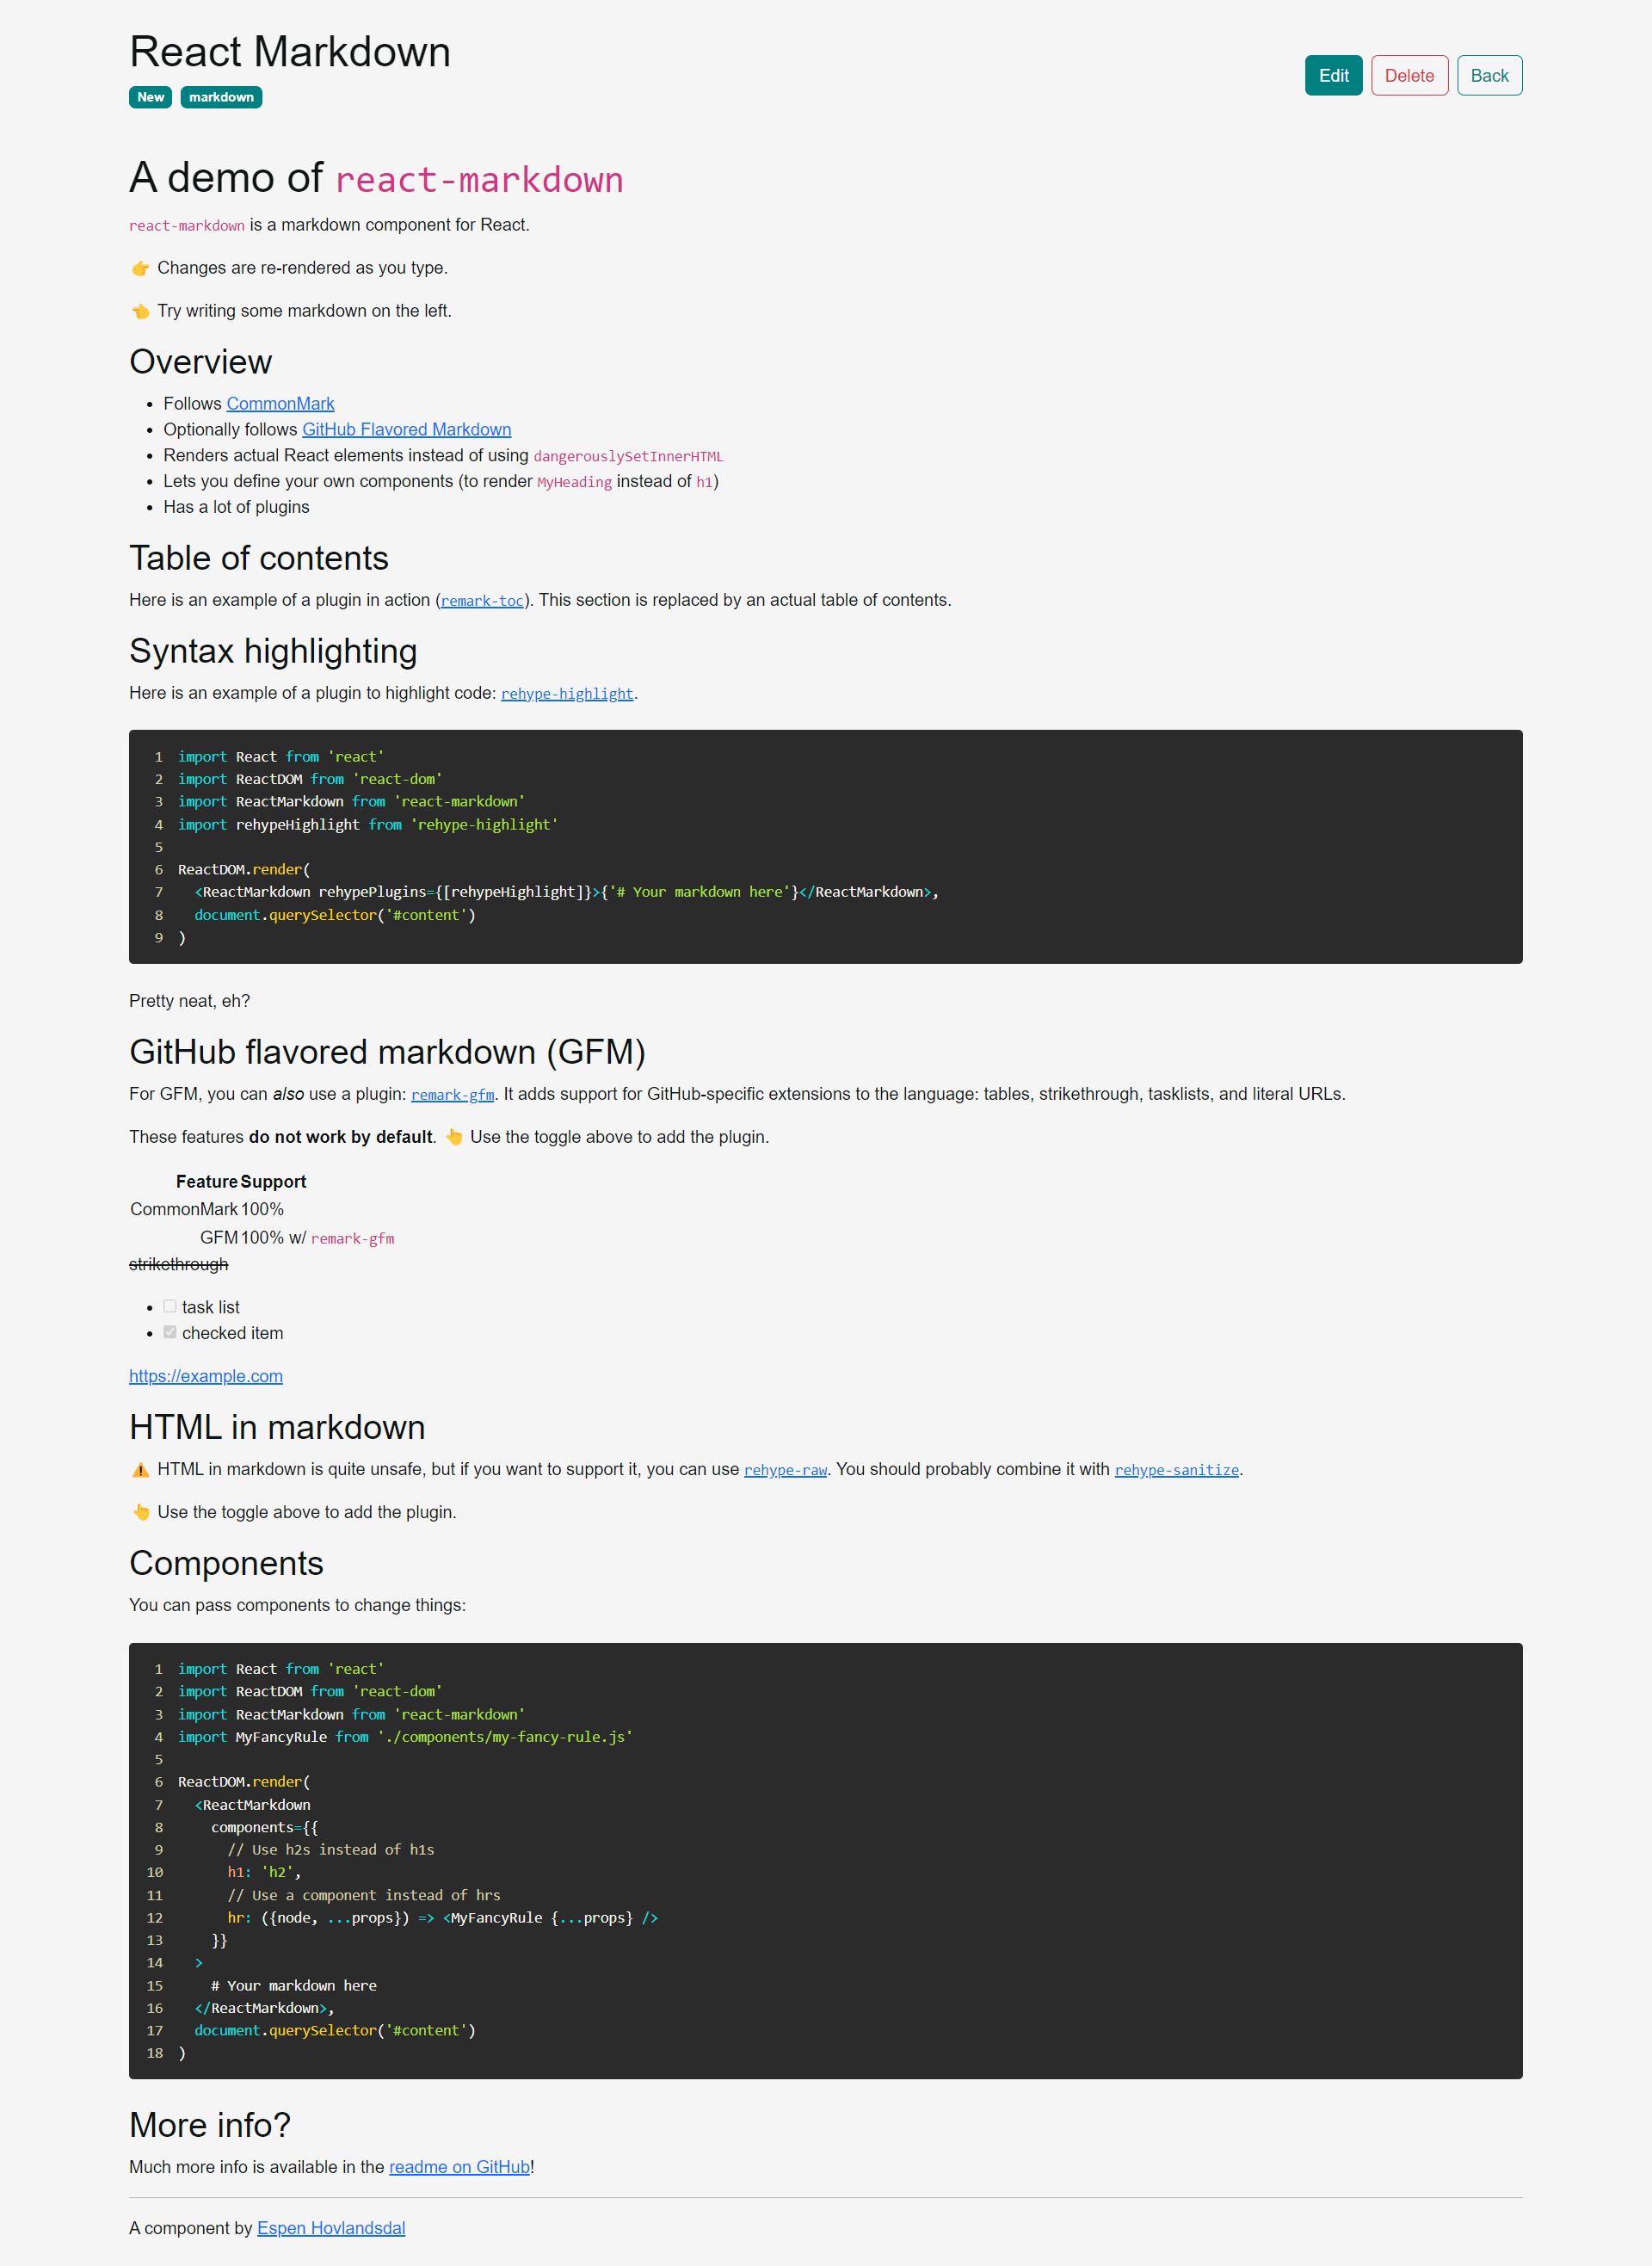 React Markdown
New markdown
Edit Delete Back
A demo of react-markdown
react-markdown is a markdown component for React.
👉 Changes are re-rendered as you type.
👈 Try writing some markdown on the left.
Overview
• Follows CommonMark
• Optionally follows GitHub Flavored Markdown
• Renders actual React elements instead of using dangerouslySetInnerHTML
• Lets you define your own components (to render MyHeading instead of h1)
• Has a lot of plugins
Table of contents
Here is an example of a plugin in action (remark-toc). This section is replaced by an actual table of contents.
Syntax highlighting
Here is an example of a plugin to highlight code: rehype-highlight.
1 import React from 'react'
2 import ReactDOM from 'react-dom'
3 import ReactMarkdown from 'react-markdown'
4 import rehypeHighlight from 'rehype-highlight'
5
6 ReactDOM.render(
7   <ReactMarkdown rehypePlugins={[rehypeHighlight]}>{'# Your markdown here'}</ReactMarkdown>,
8   document.querySelector('#content')
9 )
Pretty neat, eh?
GitHub flavored markdown (GFM)
For GFM, you can also use a plugin: remark-gfm. It adds support for GitHub-specific extensions to the language: tables, strikethrough, tasklists, and literal URLs.
These features do not work by default. 👆 Use the toggle above to add the plugin.
Feature Support
CommonMark 100%
GFM 100% w/ remark-gfm
strikethrough
• ☐ task list
• ☑ checked item
https://example.com
HTML in markdown
⚠️ HTML in markdown is quite unsafe, but if you want to support it, you can use rehype-raw. You should probably combine it with rehype-sanitize.
👆 Use the toggle above to add the plugin.
Components
You can pass components to change things:
1 import React from 'react'
2 import ReactDOM from 'react-dom'
3 import ReactMarkdown from 'react-markdown'
4 import MyFancyRule from './components/my-fancy-rule.js'
5
6 ReactDOM.render(
7   <ReactMarkdown
8     components={{
9       // Use h2s instead of h1s
10       h1: 'h2',
11       // Use a component instead of hrs
12       hr: ({node, ...props}) => <MyFancyRule {...props} />
13     }}
14   >
15     # Your markdown here
16   </ReactMarkdown>,
17   document.querySelector('#content')
18 )
More info?
Much more info is available in the readme on GitHub!
A component by Espen Hovlandsdal